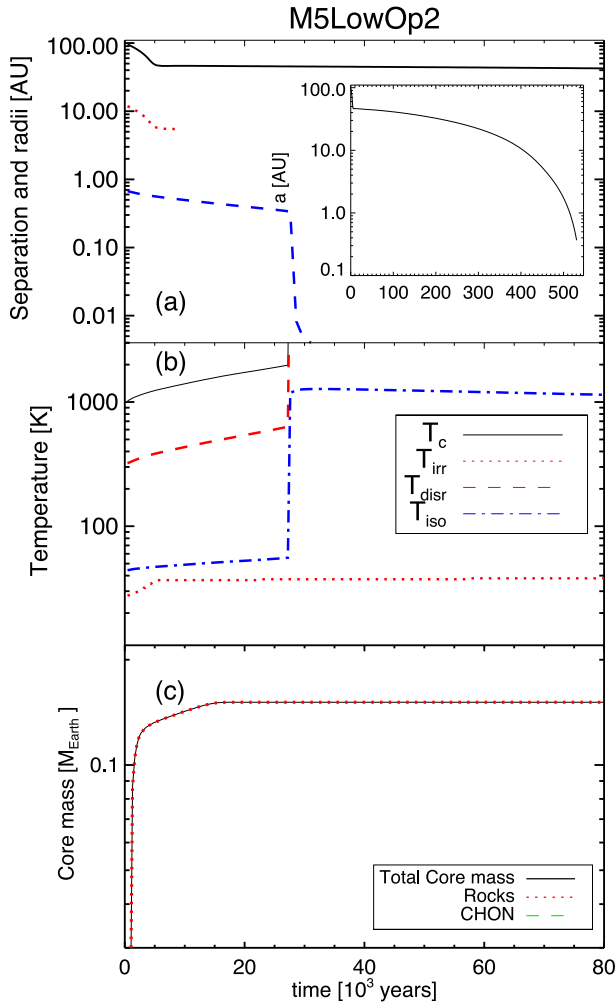 M5LowOp2
Separation and radii [AU]
100.00
10.00
1.00
0.10
0.01
(a)
a [AU]
100.0
10.0
1.0
0.1
0 100 200 300 400 500
Temperature [K]
1000
100
(b)
T_c
T_irr
T_disr
T_iso
Core mass [M_Earth]
0.1
(c)
Total Core mass
Rocks
CHON
0 20 40 60 80
time [10^3 years]